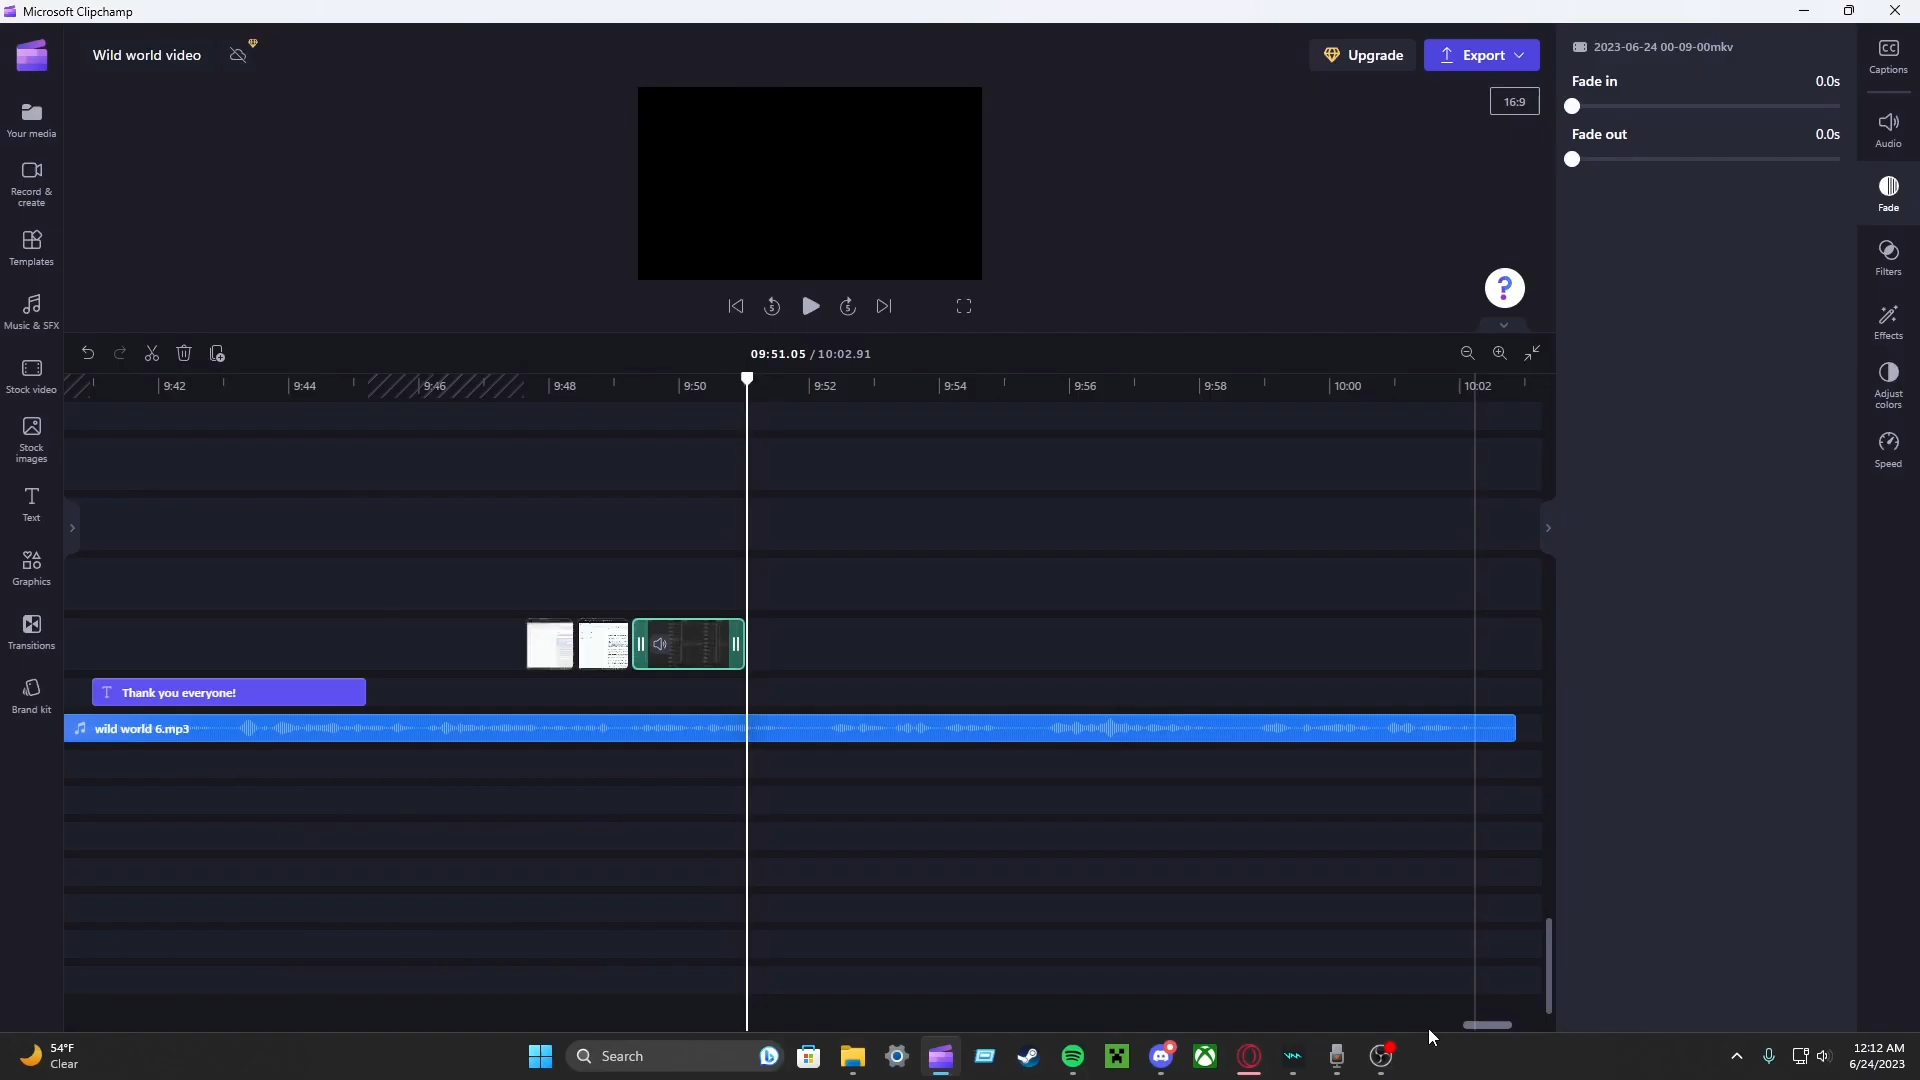 Microsoft Clipchamp
Wild world video
Upgrade
Export
2023-06-24 00-09-00mkv
Captions
Fade in
0.0s
16:9
Your media
Fade out
0.0s
Audio
Record &
create
Fade
Templates
Filters
Music & SFX
5
5
?
Effects
09:51.05 / 10:02.91
Stock video
9:42
9:44
9:46
9:48
9:50
9:52
9:54
9:56
9:58
10:00
10:02
Adjust
colors
Stock
images
Speed
Text
Graphics
Transitions
T Thank you everyone!
Brand kit
wild world 6.mp3
54°F
Clear
Search
12:12 AM
6/24/2023